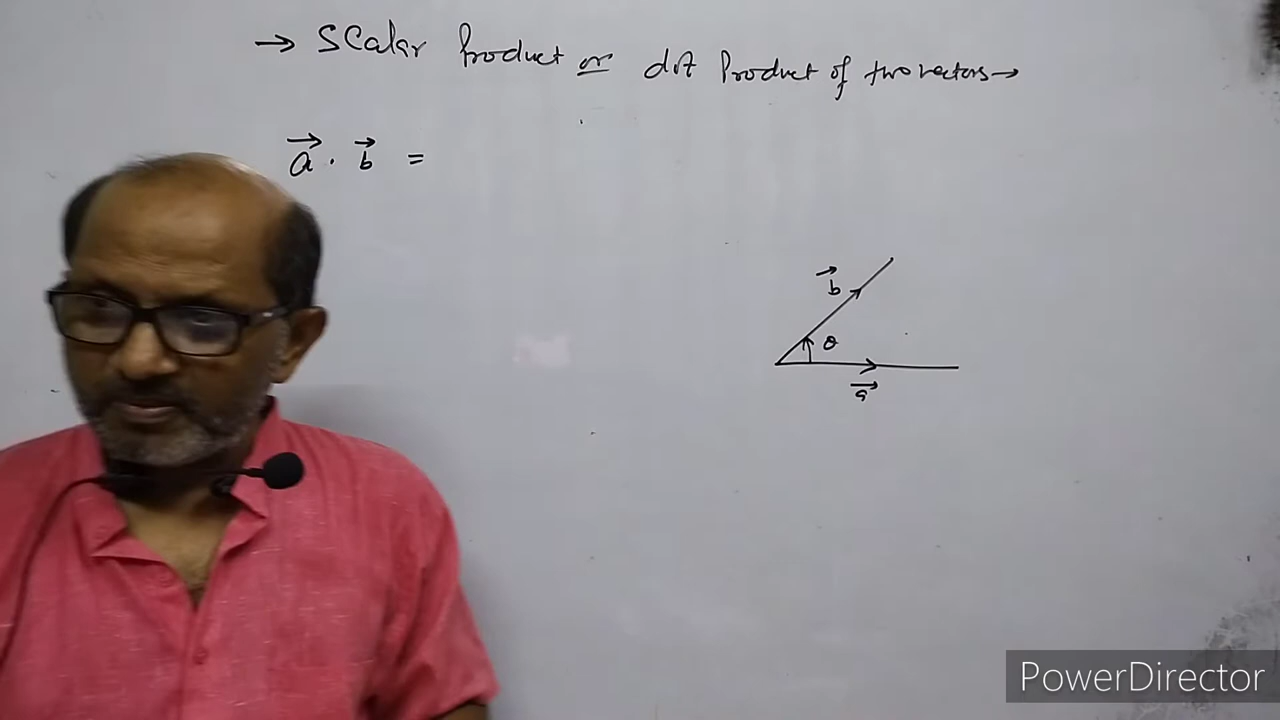 → Scalar Product or dot Product of two vectors →
a⃗ . b⃗ =
b⃗
θ
a⃗
PowerDirector